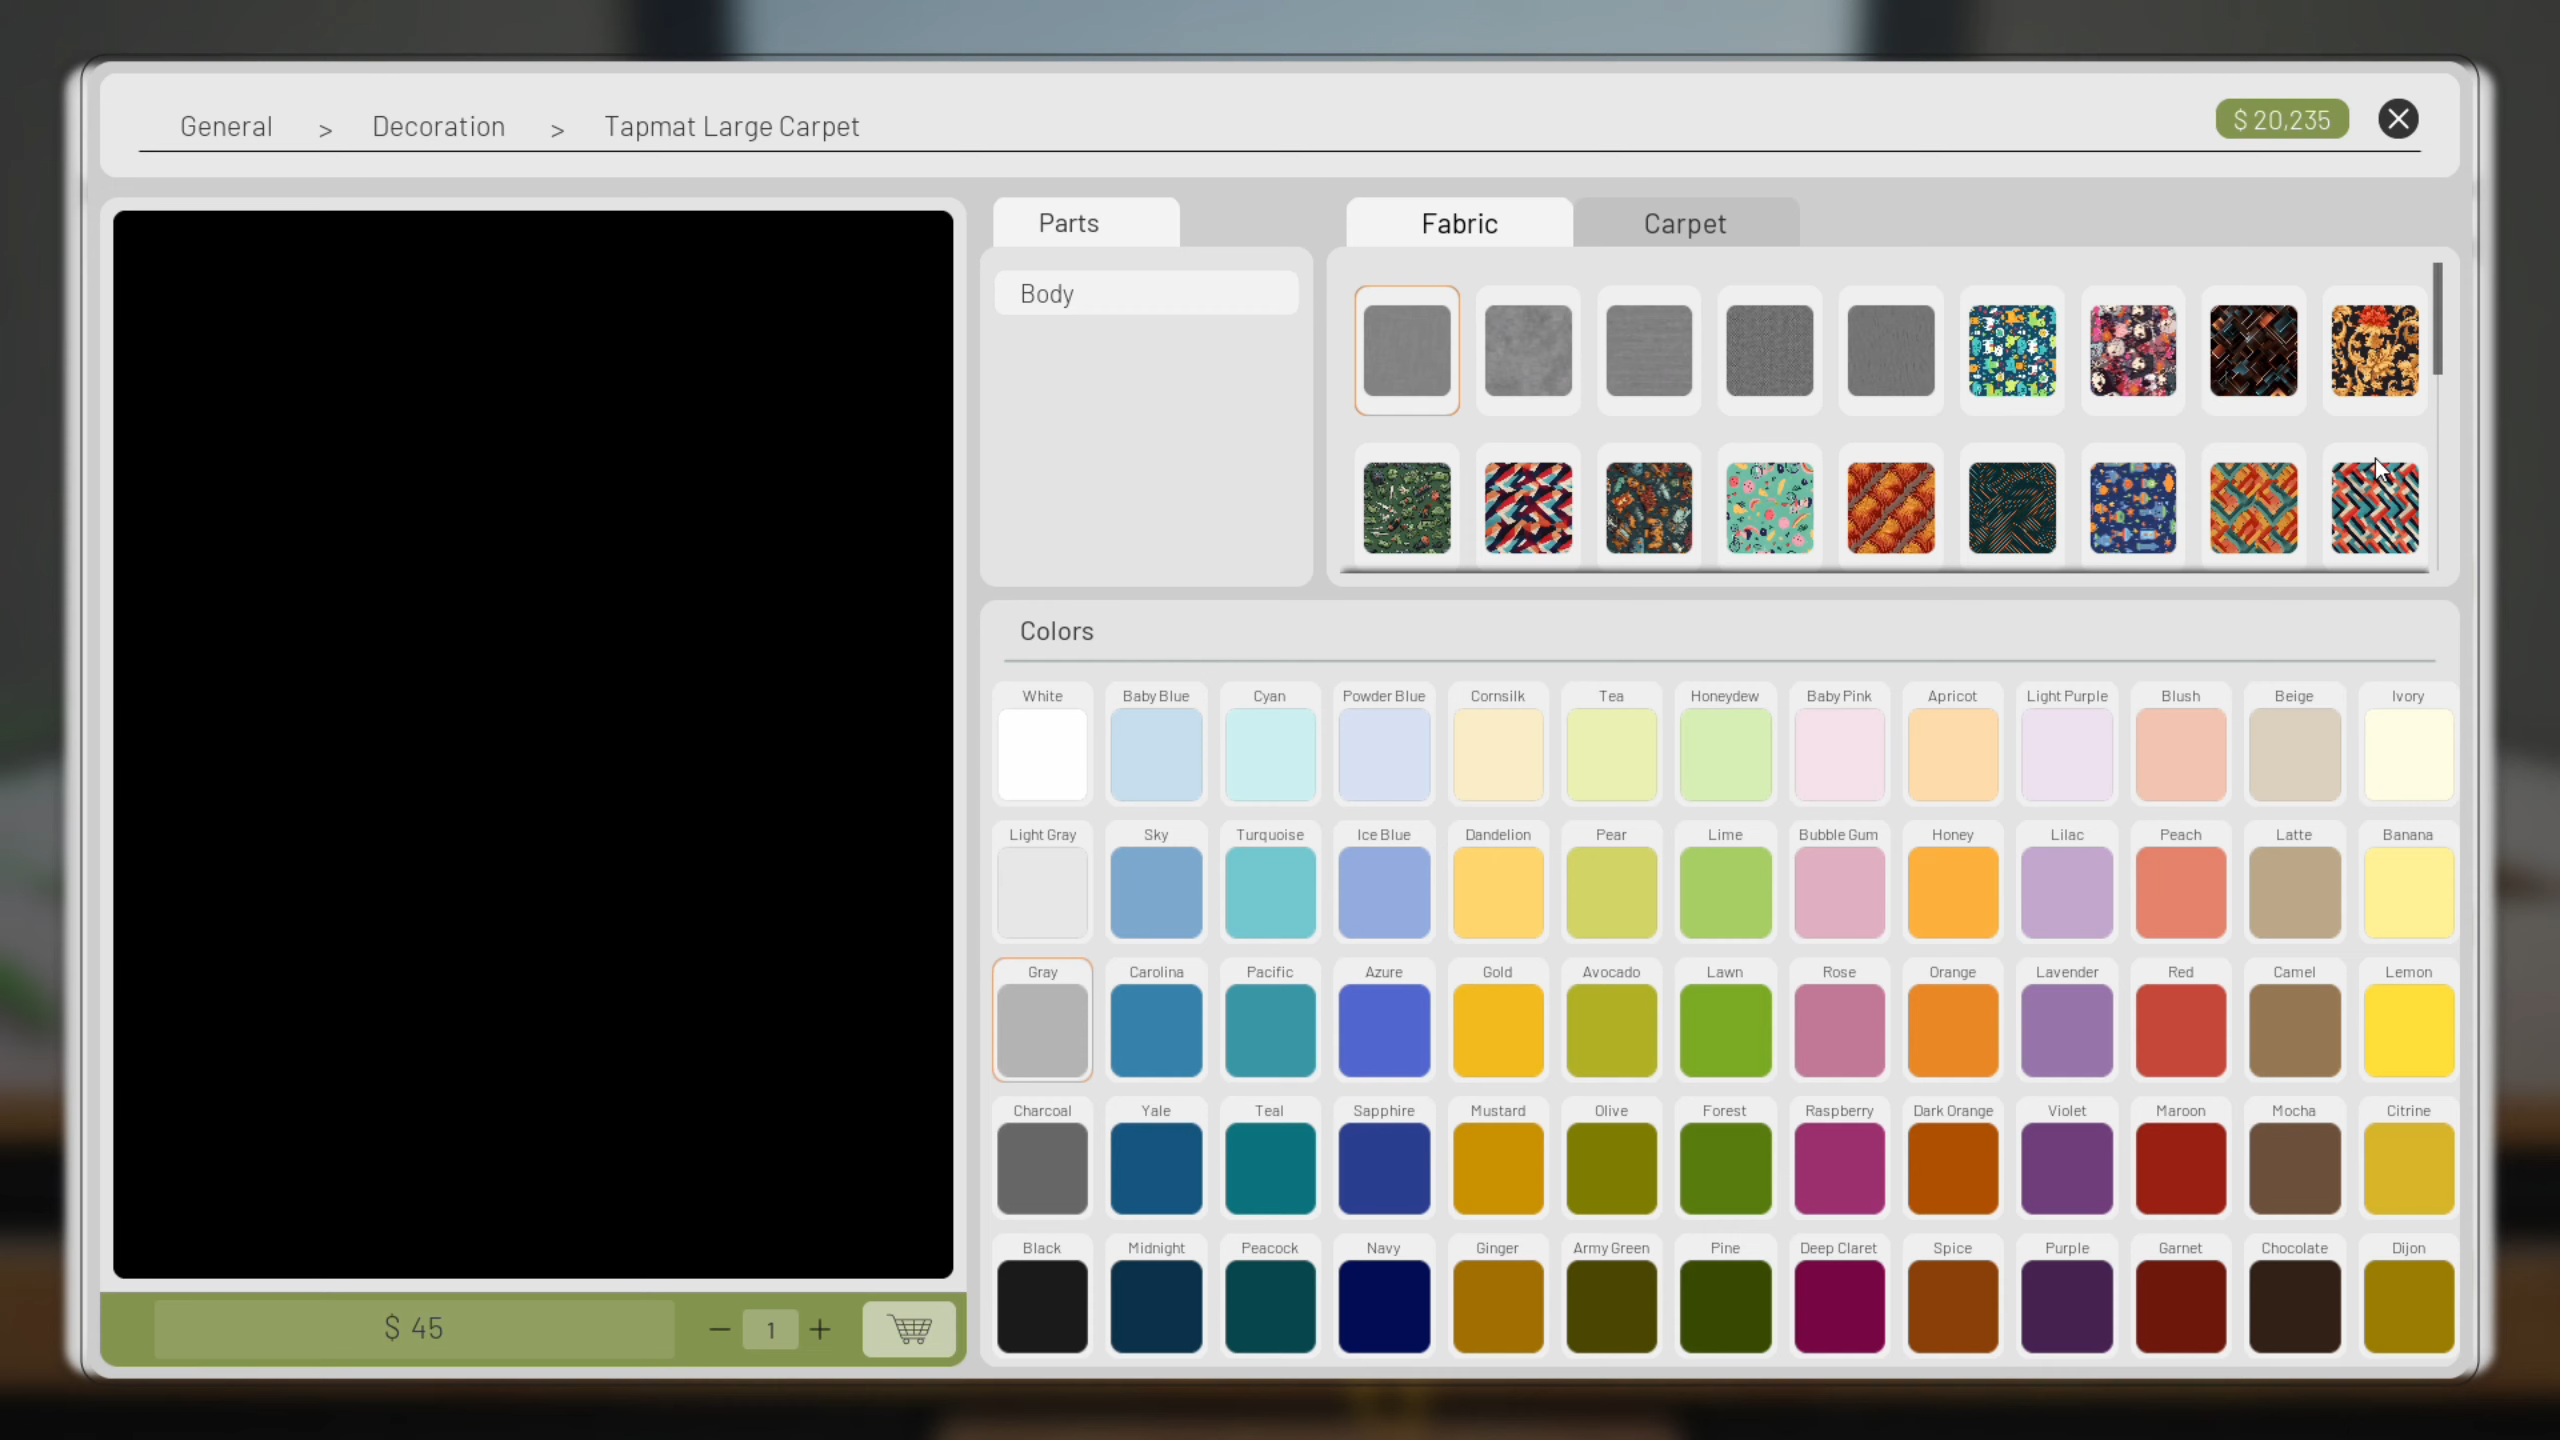 General > Decoration > Tapmat Large Carpet
$ 20,235
Parts
Fabric
Carpet
Body
Colors
White
Baby Blue
Cyan
Powder Blue
Cornsilk
Tea
Honeydew
Baby Pink
Apricot
Light Purple
Blush
Beige
Ivory
Light Gray
Sky
Turquoise
Ice Blue
Dandelion
Pear
Lime
Bubble Gum
Honey
Lilac
Peach
Latte
Banana
Gray
Carolina
Pacific
Azure
Gold
Avocado
Lawn
Rose
Orange
Lavender
Red
Camel
Lemon
Charcoal
Yale
Teal
Sapphire
Mustard
Olive
Forest
Raspberry
Dark Orange
Violet
Maroon
Mocha
Citrine
Black
Midnight
Peacock
Navy
Ginger
Army Green
Pine
Deep Claret
Spice
Purple
Garnet
Chocolate
Dijon
$ 45
1